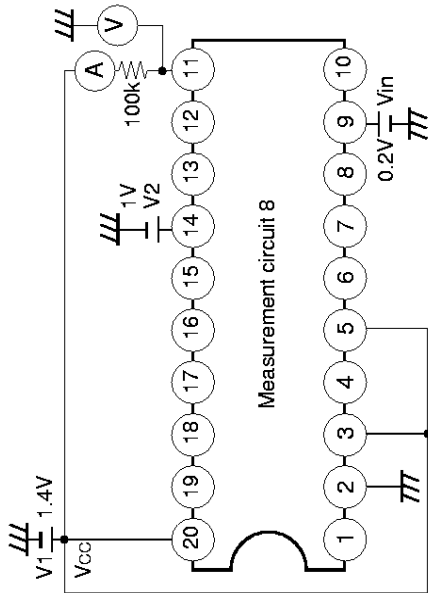 V1 1.4V
VCC
A
V
100k
1V
V2
20 19 18 17 16 15 14 13 12 11
Measurement circuit 8
1 2 3 4 5 6 7 8 9 10
0.2V Vin